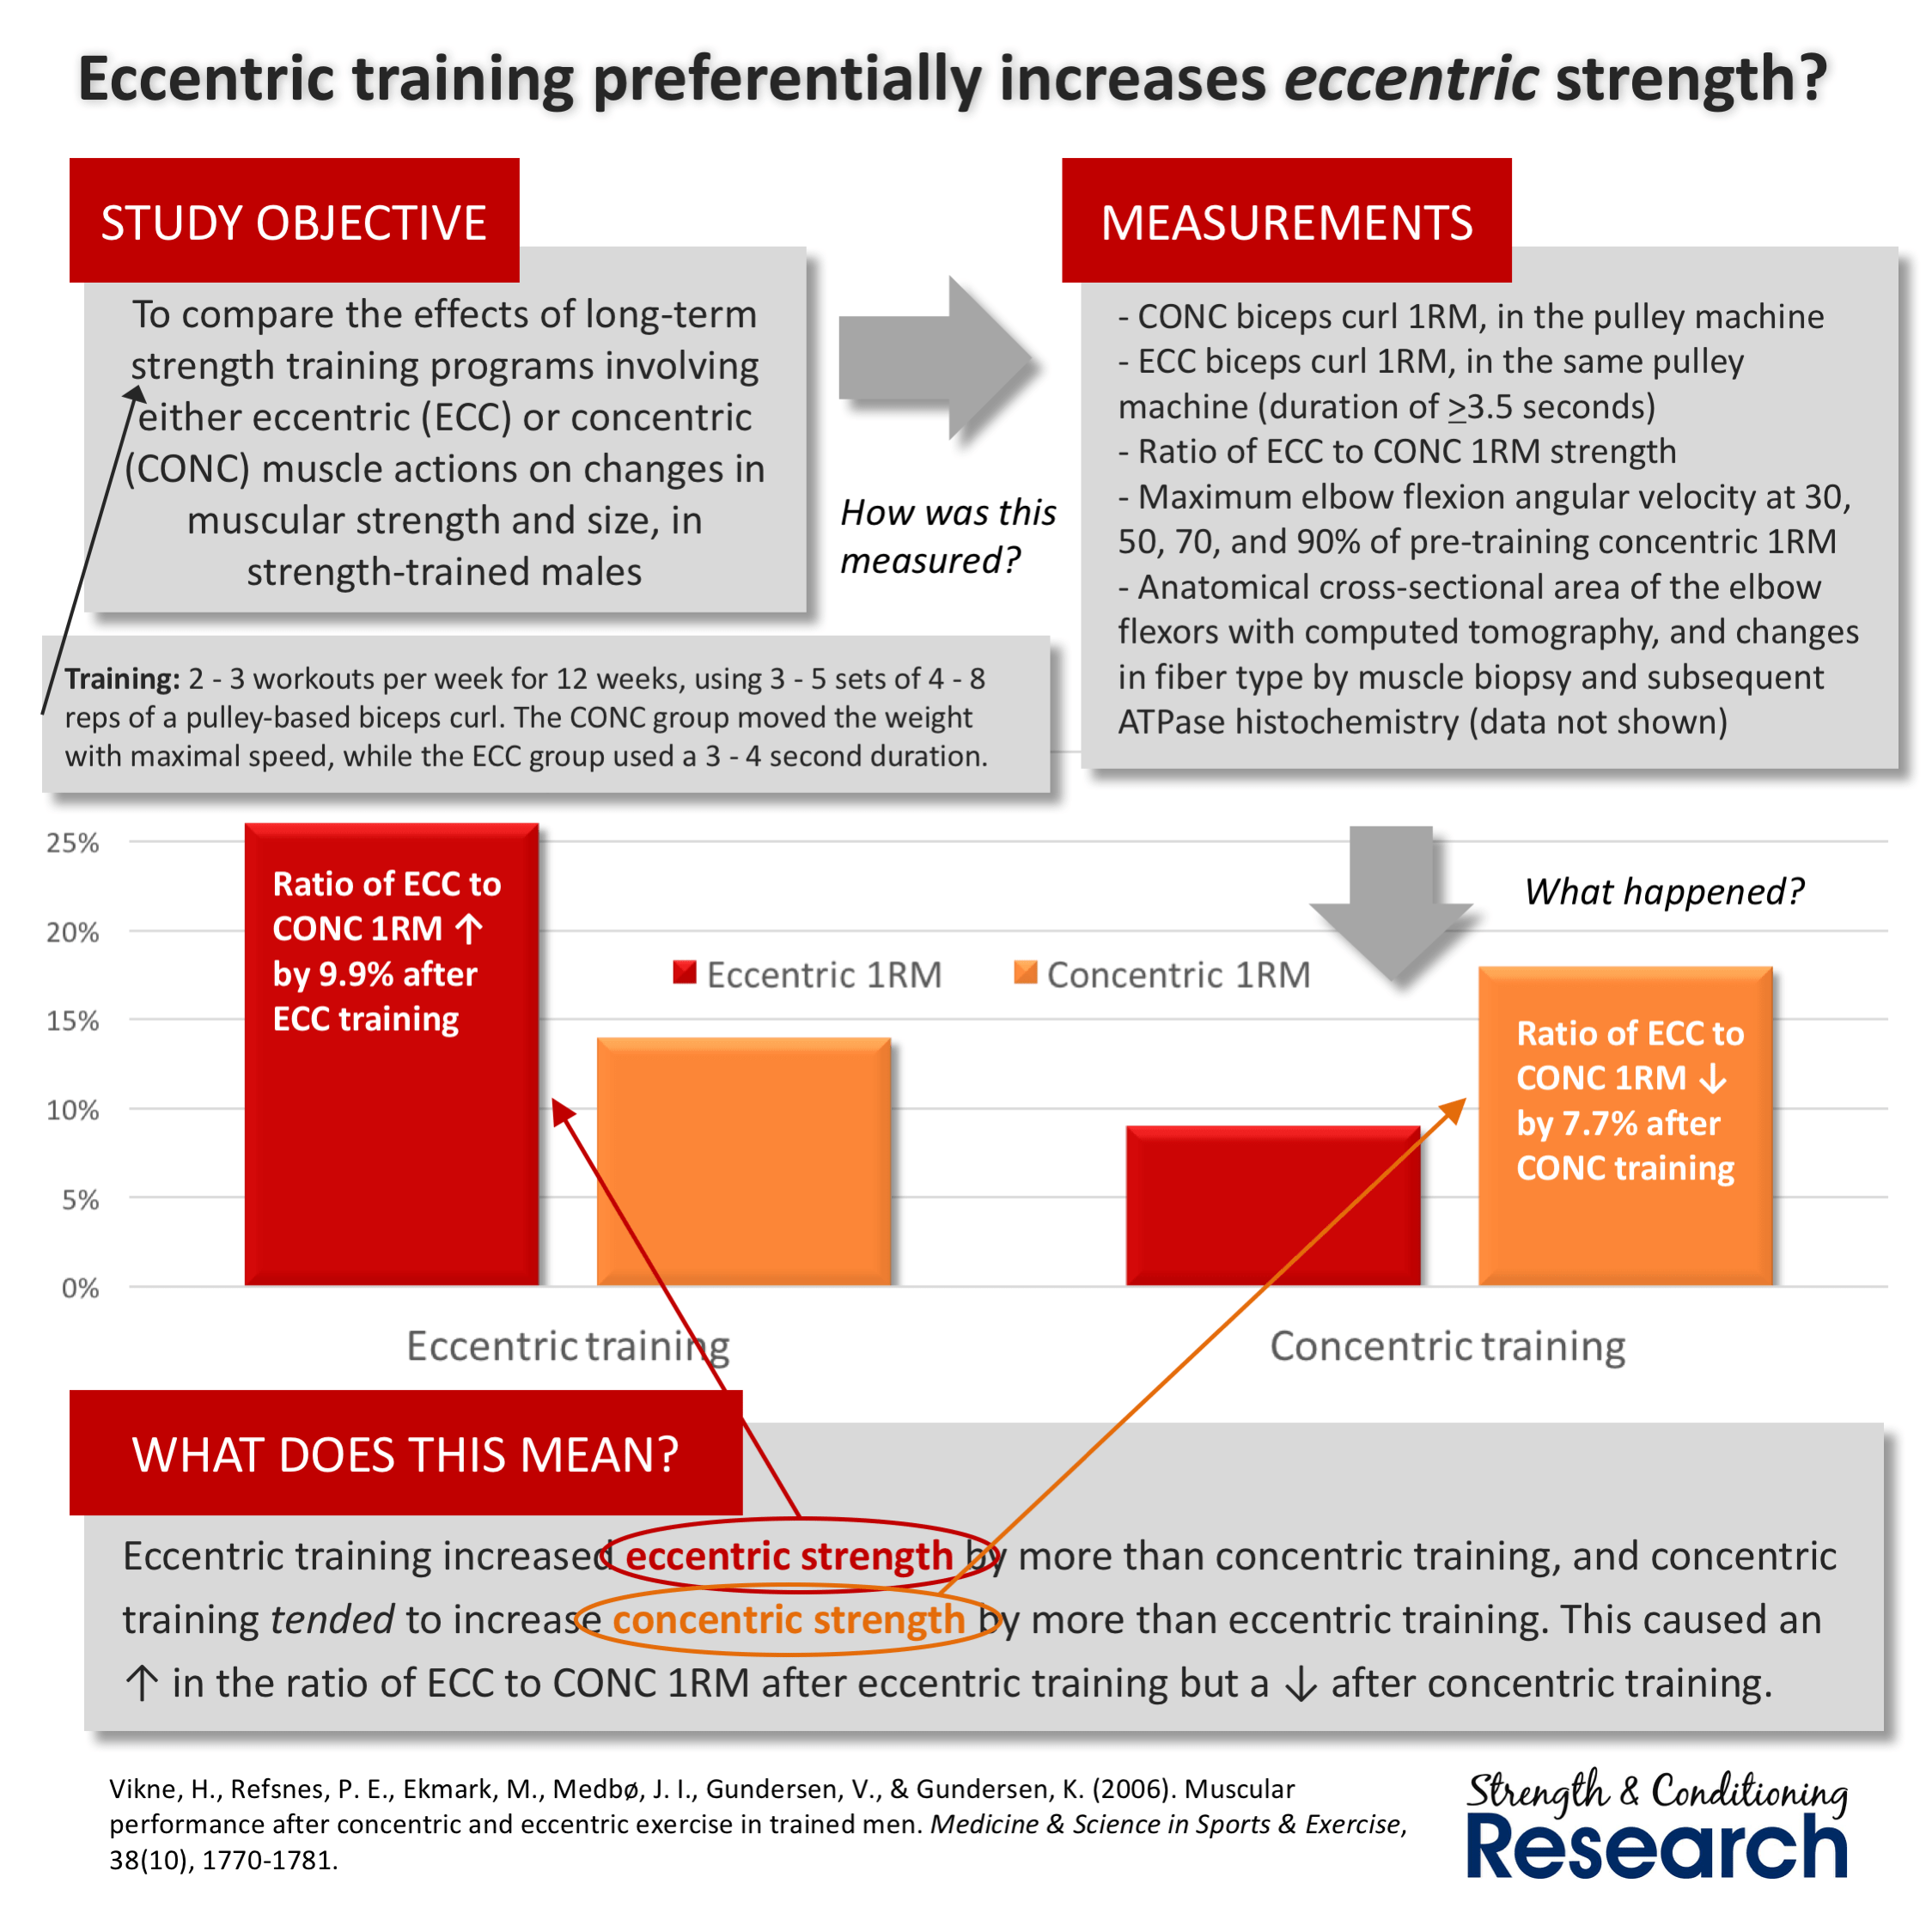 Eccentric training preferentially increases eccentric strength?
STUDY OBJECTIVE
To compare the effects of long-term
strength training programs involving
either eccentric (ECC) or concentric
(CONC) muscle actions on changes in
muscular strength and size, in
strength-trained males
How was this
measured?
MEASUREMENTS
- CONC biceps curl 1RM, in the pulley machine
- ECC biceps curl 1RM, in the same pulley
machine (duration of ≥3.5 seconds)
- Ratio of ECC to CONC 1RM strength
- Maximum elbow flexion angular velocity at 30,
50, 70, and 90% of pre-training concentric 1RM
- Anatomical cross-sectional area of the elbow
flexors with computed tomography, and changes
in fiber type by muscle biopsy and subsequent
ATPase histochemistry (data not shown)
Training: 2 - 3 workouts per week for 12 weeks, using 3 - 5 sets of 4 - 8
reps of a pulley-based biceps curl. The CONC group moved the weight
with maximal speed, while the ECC group used a 3 - 4 second duration.
What happened?
25%
20%
15%
10%
5%
0%
Ratio of ECC to
CONC 1RM ↑
by 9.9% after
ECC training
Eccentric 1RM
Concentric 1RM
Ratio of ECC to
CONC 1RM ↓
by 7.7% after
CONC training
Eccentric training
Concentric training
WHAT DOES THIS MEAN?
Eccentric training increased eccentric strength by more than concentric training, and concentric
training tended to increase concentric strength by more than eccentric training. This caused an
↑ in the ratio of ECC to CONC 1RM after eccentric training but a ↓ after concentric training.
Vikne, H., Refsnes, P. E., Ekmark, M., Medbø, J. I., Gundersen, V., & Gundersen, K. (2006). Muscular
performance after concentric and eccentric exercise in trained men. Medicine & Science in Sports & Exercise,
38(10), 1770-1781.
Strength & Conditioning
Research